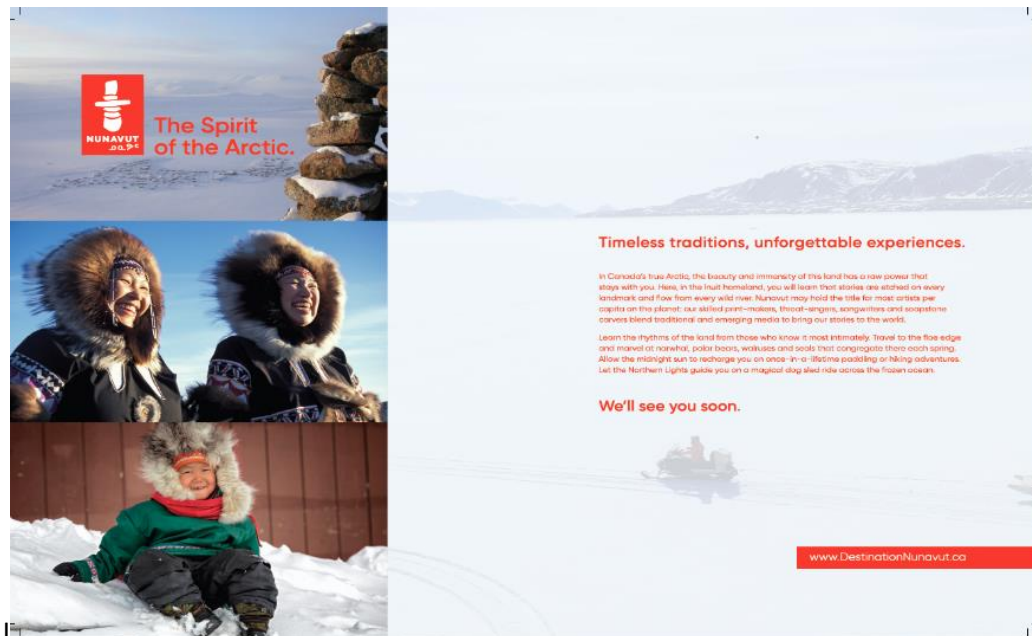 NUNAVUT
ᓄᓇᕗᑦ
The Spirit
of the Arctic.
Timeless traditions, unforgettable experiences.
In Canada's true Arctic, the beauty and immensity of this land has a raw power that
stays with you. Here, in the Inuit homeland, you will learn that stories are etched on every
landmark and flow from every wild river. Nunavut may hold the title for most artists per
capita on the planet; our skilled print-makers, throat-singers, songwriters and soapstone
carvers blend traditional and emerging media to bring our stories to the world.
Learn the rhythms of the land from those who know it most intimately. Travel to the floe edge
and marvel at narwhal, polar bears, walruses and seals that congregate there each spring.
Allow the midnight sun to recharge you on once-in-a-lifetime paddling or hiking adventures.
Let the Northern Lights guide you on a magical dog sled ride across the frozen ocean.
We'll see you soon.
www.DestinationNunavut.ca